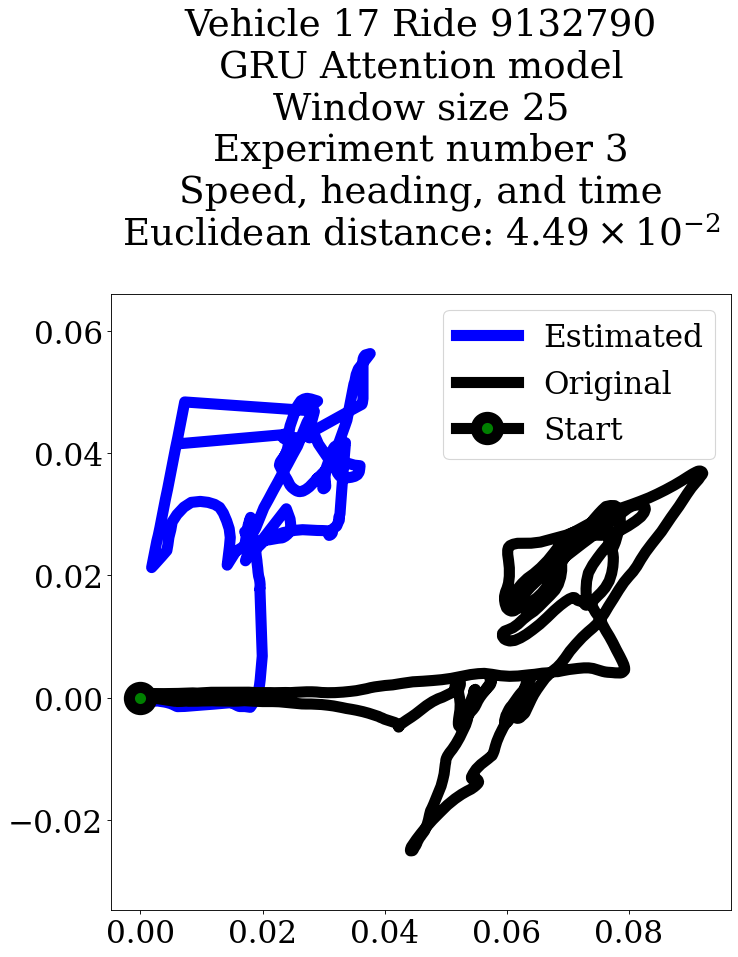 Vehicle 17 Ride 9132790
GRU Attention model
Window size 25
Experiment number 3
Speed, heading, and time
Euclidean distance: 4.49 × 10⁻²
Estimated
Original
Start
0.06
0.04
0.02
0.00
−0.02
0.00 0.02 0.04 0.06 0.08